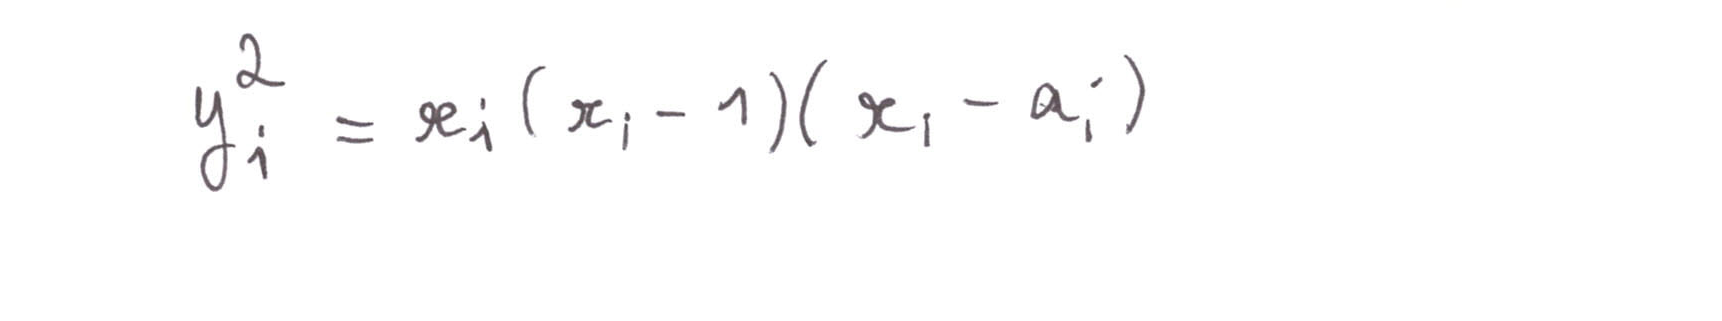 y_i^2 = x_i(x_i - 1)(x_i - a_i)